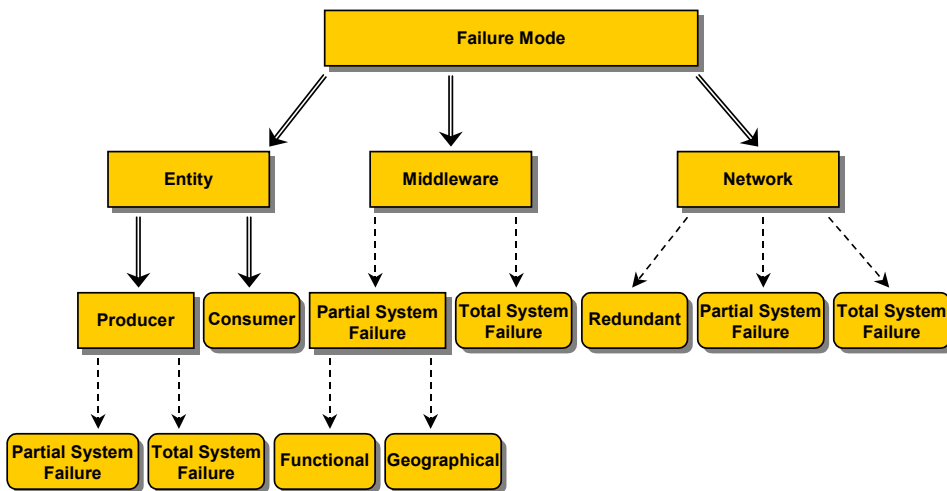 Failure Mode
Entity
Middleware
Network
Producer
Consumer
Partial System
Failure
Total System
Failure
Redundant
Partial System
Failure
Total System
Failure
Partial System
Failure
Total System
Failure
Functional
Geographical